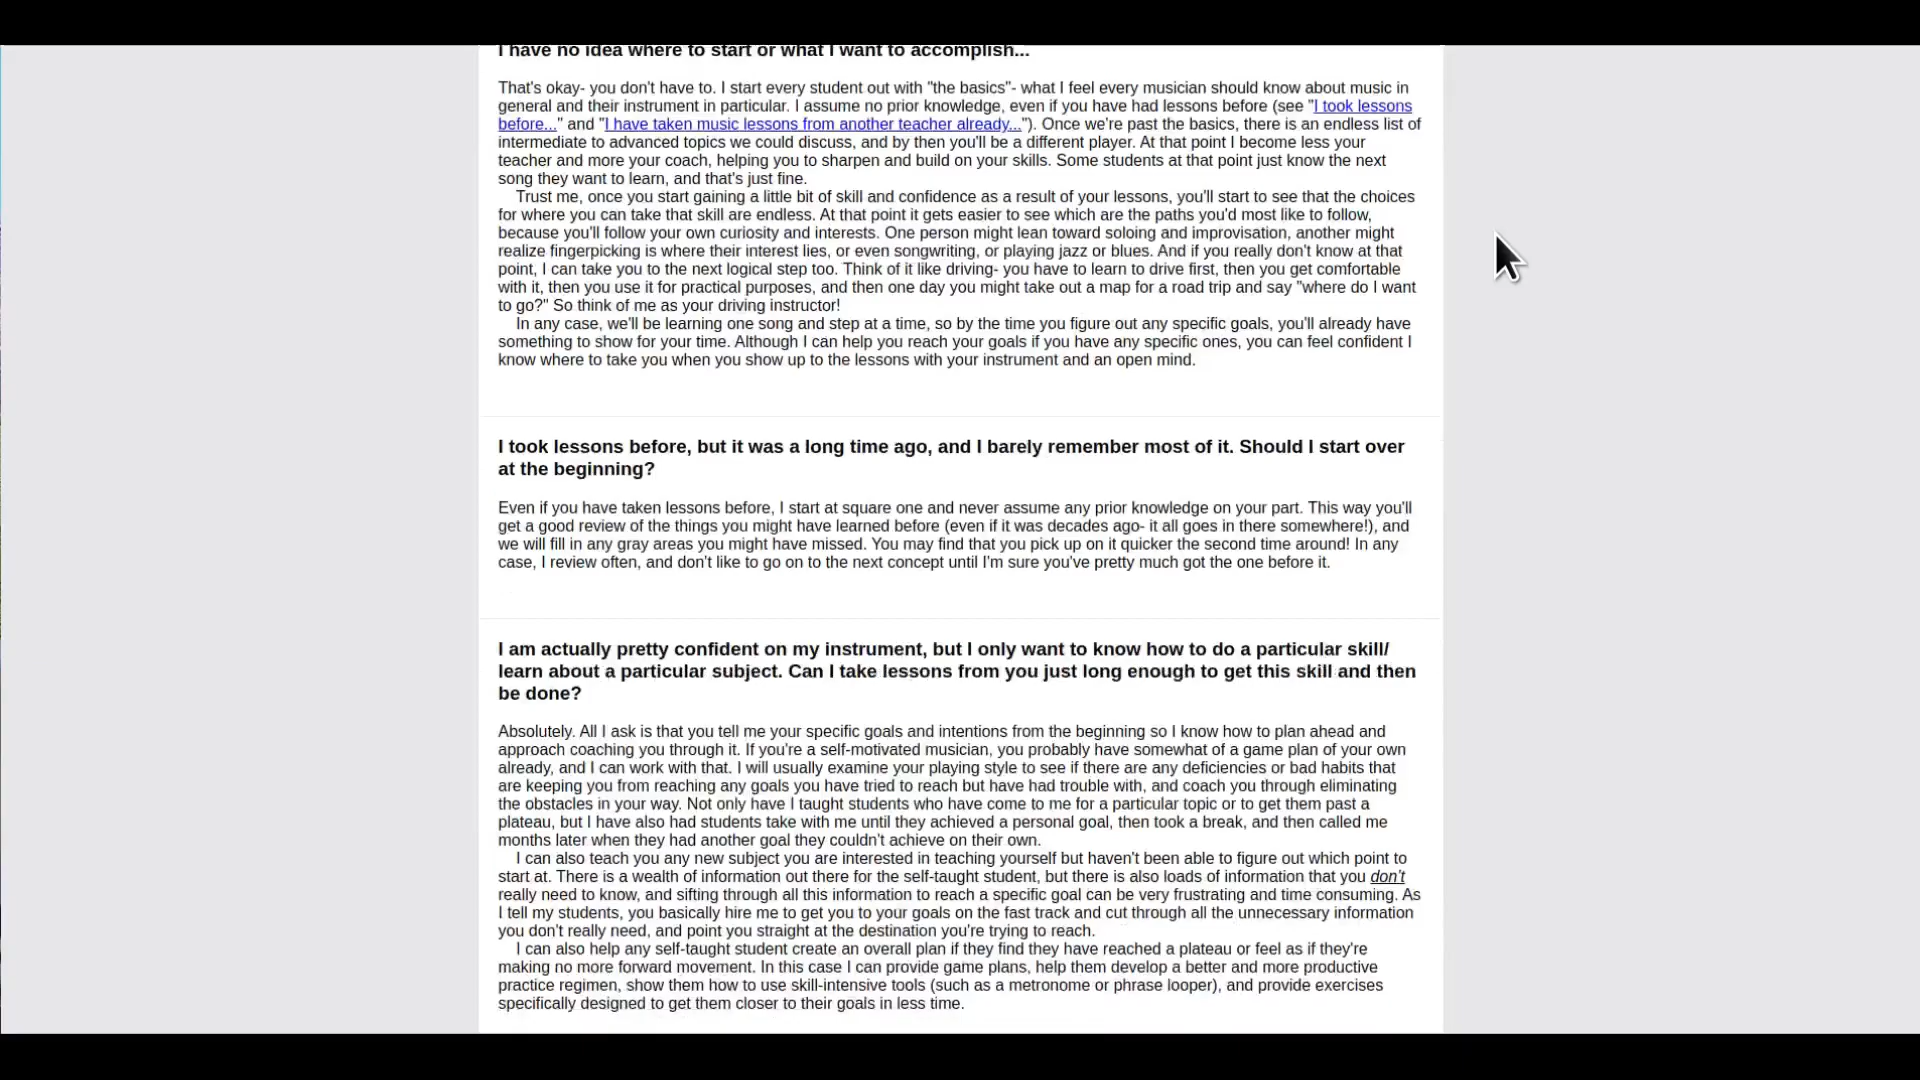 I have no idea where to start or what I want to accomplish...
That's okay- you don't have to. I start every student out with "the basics"- what I feel every musician should know about music in
general and their instrument in particular. I assume no prior knowledge, even if you have had lessons before (see "I took lessons
before..." and "I have taken music lessons from another teacher already..."). Once we're past the basics, there is an endless list of
intermediate to advanced topics we could discuss, and by then you'll be a different player. At that point I become less your
teacher and more your coach, helping you to sharpen and build on your skills. Some students at that point just know the next
song they want to learn, and that's just fine.
Trust me, once you start gaining a little bit of skill and confidence as a result of your lessons, you'll start to see that the choices
for where you can take that skill are endless. At that point it gets easier to see which are the paths you'd most like to follow,
because you'll follow your own curiosity and interests. One person might lean toward soloing and improvisation, another might
realize fingerpicking is where their interest lies, or even songwriting, or playing jazz or blues. And if you really don't know at that
point, I can take you to the next logical step too. Think of it like driving- you have to learn to drive first, then you get comfortable
with it, then you use it for practical purposes, and then one day you might take out a map for a road trip and say "where do I want
to go?" So think of me as your driving instructor!
In any case, we'll be learning one song and step at a time, so by the time you figure out any specific goals, you'll already have
something to show for your time. Although I can help you reach your goals if you have any specific ones, you can feel confident I
know where to take you when you show up to the lessons with your instrument and an open mind.
I took lessons before, but it was a long time ago, and I barely remember most of it. Should I start over
at the beginning?
Even if you have taken lessons before, I start at square one and never assume any prior knowledge on your part. This way you'll
get a good review of the things you might have learned before (even if it was decades ago- it all goes in there somewhere!), and
we will fill in any gray areas you might have missed. You may find that you pick up on it quicker the second time around! In any
case, I review often, and don't like to go on to the next concept until I'm sure you've pretty much got the one before it.
I am actually pretty confident on my instrument, but I only want to know how to do a particular skill/
learn about a particular subject. Can I take lessons from you just long enough to get this skill and then
be done?
Absolutely. All I ask is that you tell me your specific goals and intentions from the beginning so I know how to plan ahead and
approach coaching you through it. If you're a self-motivated musician, you probably have somewhat of a game plan of your own
already, and I can work with that. I will usually examine your playing style to see if there are any deficiencies or bad habits that
are keeping you from reaching any goals you have tried to reach but have had trouble with, and coach you through eliminating
the obstacles in your way. Not only have I taught students who have come to me for a particular topic or to get them past a
plateau, but I have also had students take with me until they achieved a personal goal, then took a break, and then called me
months later when they had another goal they couldn't achieve on their own.
I can also teach you any new subject you are interested in teaching yourself but haven't been able to figure out which point to
start at. There is a wealth of information out there for the self-taught student, but there is also loads of information that you don't
really need to know, and sifting through all this information to reach a specific goal can be very frustrating and time consuming. As
I tell my students, you basically hire me to get you to your goals on the fast track and cut through all the unnecessary information
you don't really need, and point you straight at the destination you're trying to reach.
I can also help any self-taught student create an overall plan if they find they have reached a plateau or feel as if they're
making no more forward movement. In this case I can provide game plans, help them develop a better and more productive
practice regimen, show them how to use skill-intensive tools (such as a metronome or phrase looper), and provide exercises
specifically designed to get them closer to their goals in less time.